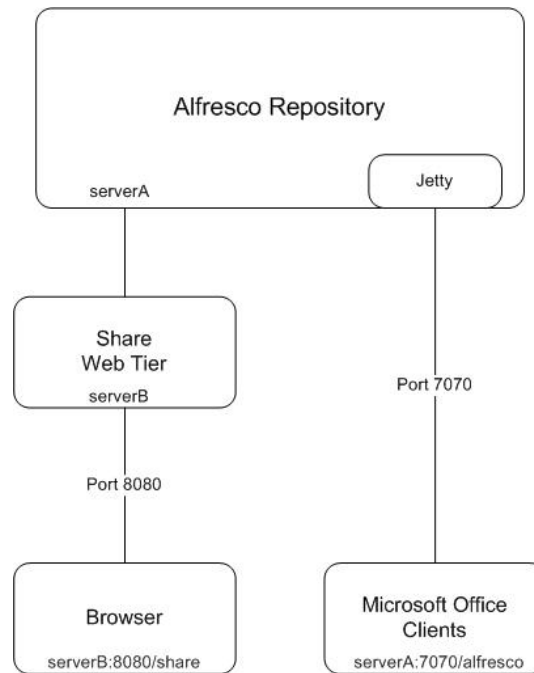 Alfresco Repository
Jetty
serverA
Share
Web Tier
serverB
Port 7070
Port 8080
Browser
serverB:8080/share
Microsoft Office
Clients
serverA:7070/alfresco